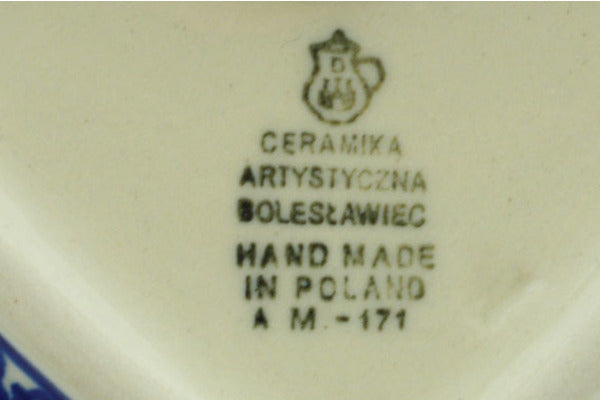 B
CERAMIKA
ARTYSTYCZNA
BOLESŁAWIEC
HAND MADE
IN POLAND
A M.-171